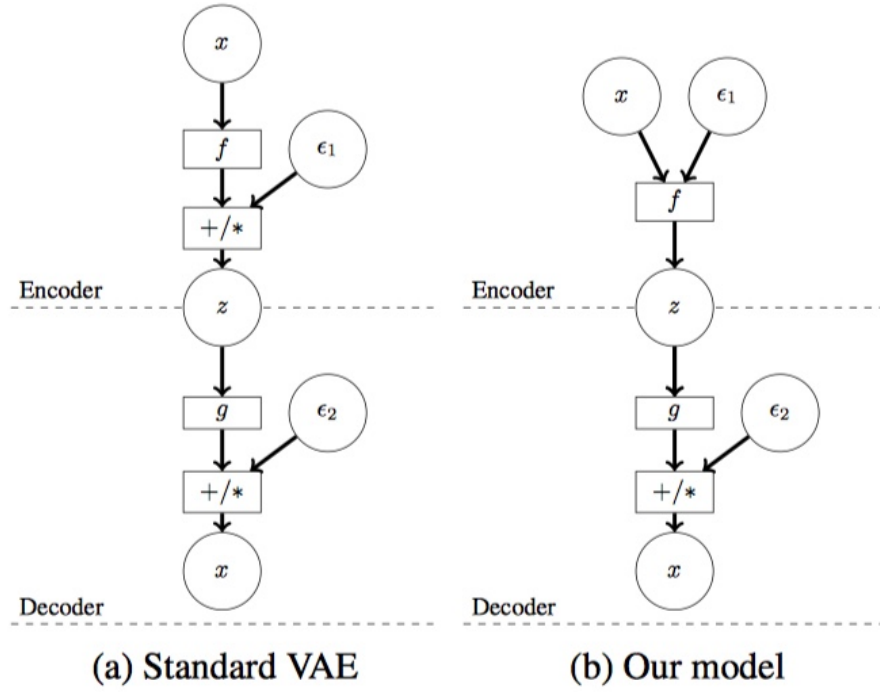 x
f
ϵ₁
+/*
Encoder
z
g
ϵ₂
+/*
x
Decoder
(a) Standard VAE
x
ϵ₁
f
Encoder
z
g
ϵ₂
+/*
x
Decoder
(b) Our model